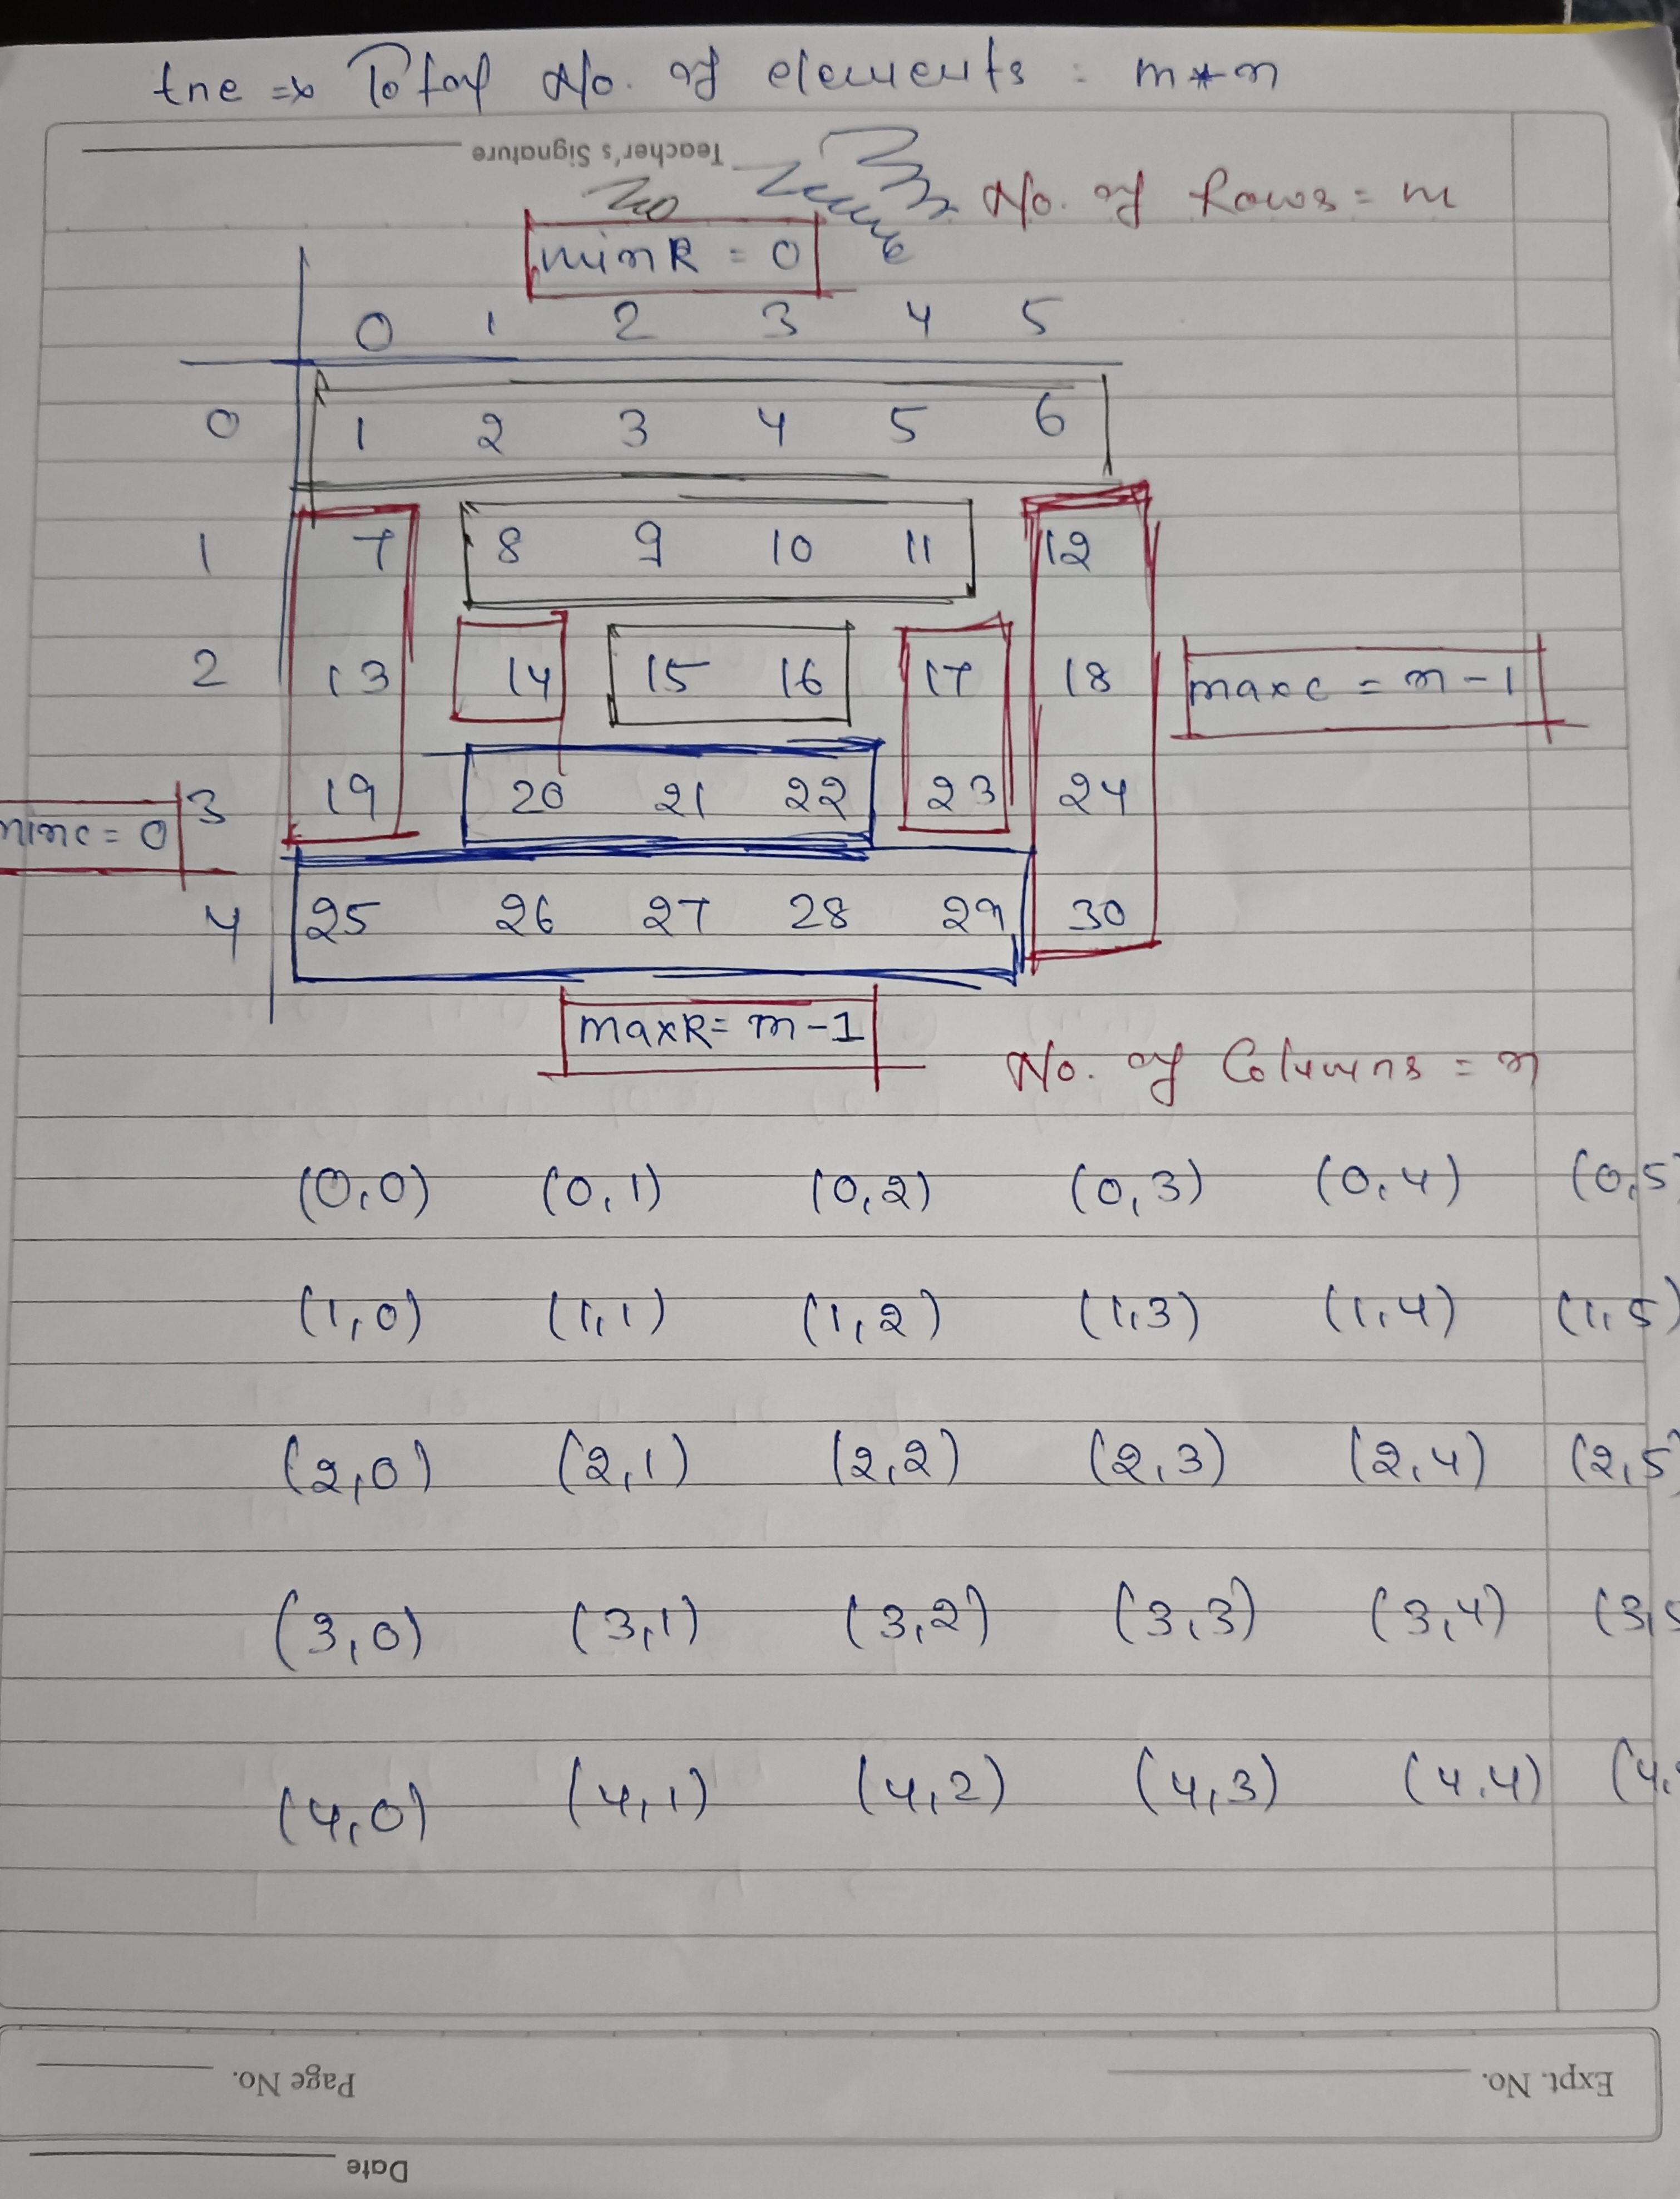 tne => Total No. of elements : m*n
Teacher's Signature
No. of Rows = m
minR = 0
0 1 2 3 4 5
0 1 2 3 4 5 6
1 7 8 9 10 11 12
2 13 14 15 16 17 18 maxc = n-1
minc = 0 3 19 20 21 22 23 24
4 25 26 27 28 29 30
maxR = m-1
No. of Columns = n
(0,0) (0,1) (0,2) (0,3) (0,4) (0,5)
(1,0) (1,1) (1,2) (1,3) (1,4) (1,5)
(2,0) (2,1) (2,2) (2,3) (2,4) (2,5)
(3,0) (3,1) (3,2) (3,3) (3,4) (3,5
(4,0) (4,1) (4,2) (4,3) (4,4) (4,
Page No. Expt. No.
Date